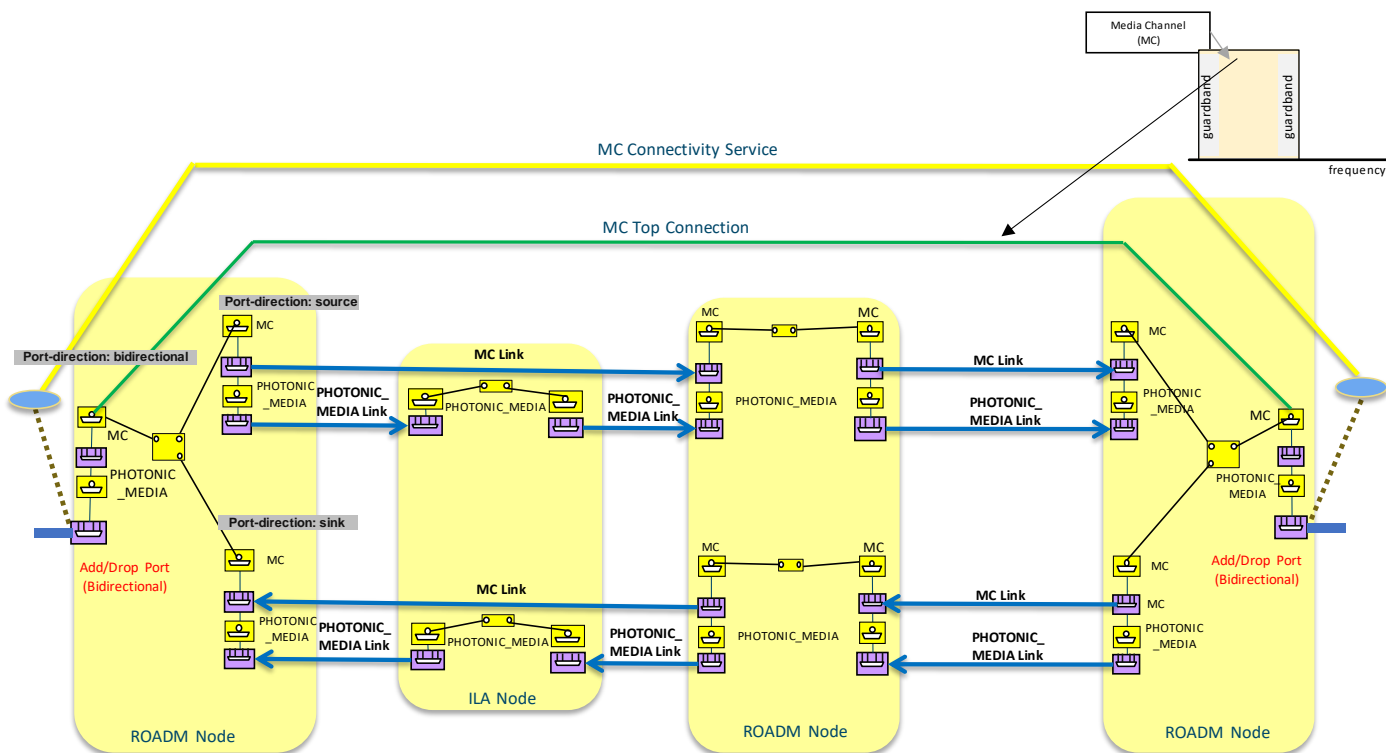 Media Channel
(MC)
guardband
guardband
frequency
MC Connectivity Service
MC Top Connection
Port-direction: source
MC
Port-direction: bidirectional
PHOTONIC
_MEDIA
MC
PHOTONIC
_MEDIA
Port-direction: sink
MC
Add/Drop Port
(Bidirectional)
PHOTONIC
_MEDIA
ROADM Node
MC Link
PHOTONIC_
MEDIA Link
PHOTONIC_MEDIA
PHOTONIC_
MEDIA Link
MC Link
PHOTONIC_
MEDIA Link
PHOTONIC_MEDIA
PHOTONIC_
MEDIA Link
ILA Node
MC
MC
PHOTONIC_MEDIA
MC
MC
PHOTONIC_MEDIA
ROADM Node
MC Link
PHOTONIC_
MEDIA Link
MC Link
PHOTONIC_
MEDIA Link
MC
PHOTONIC
_MEDIA
MC
PHOTONIC
_MEDIA
Add/Drop Port
(Bidirectional)
MC
MC
PHOTONIC
_MEDIA
ROADM Node